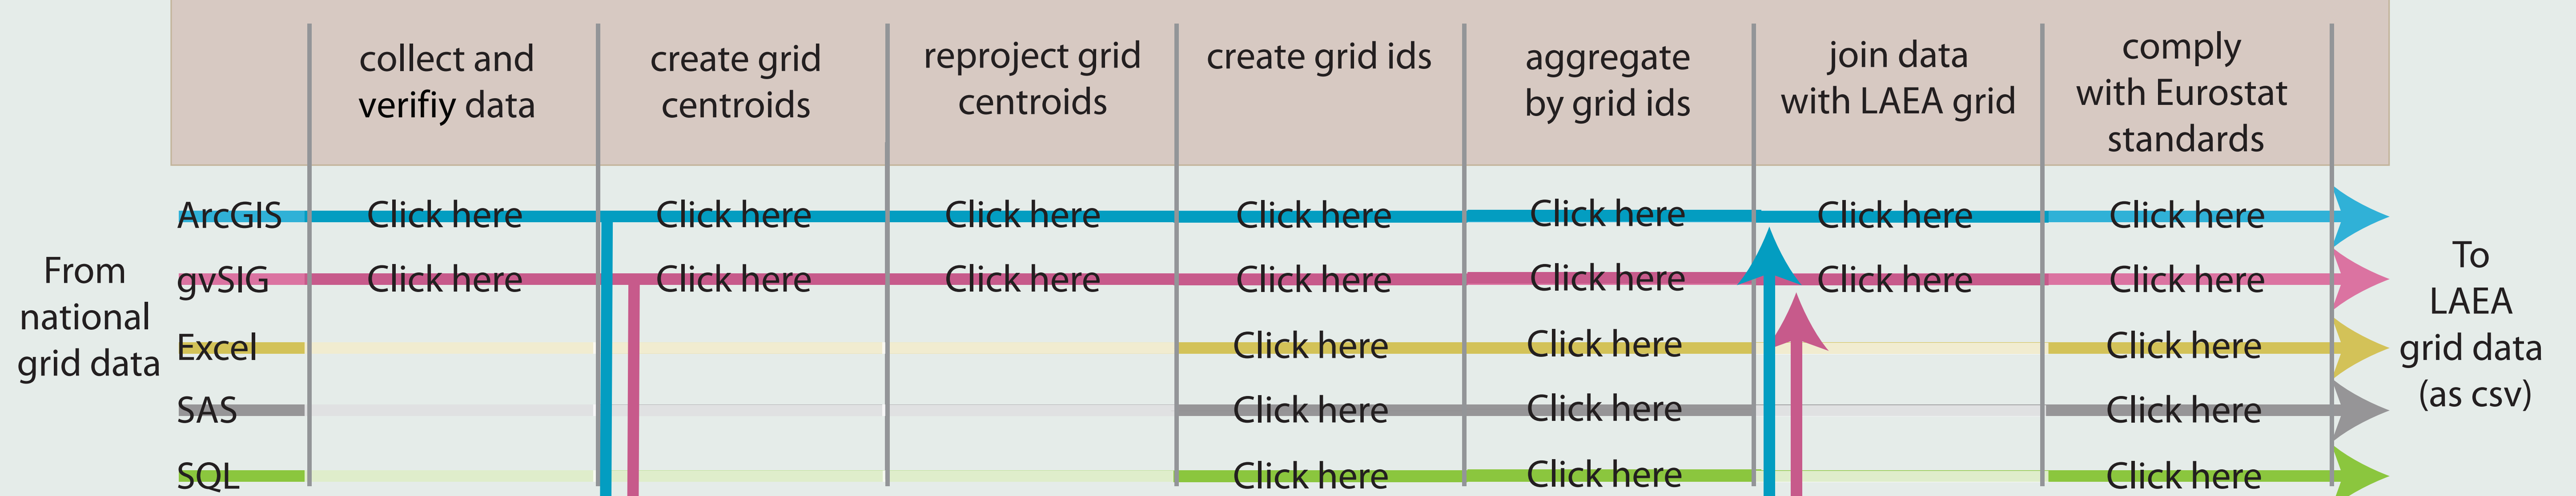 collect and
verifiy data
create grid
centroids
reproject grid
centroids
create grid ids
aggregate
by grid ids
join data
with LAEA grid
comply
with Eurostat
standards
From
national
grid data
ArcGIS Click here Click here Click here Click here Click here Click here Click here
gvSIG Click here Click here Click here Click here Click here Click here Click here
Excel Click here Click here Click here
SAS Click here Click here Click here
SQL Click here Click here Click here
To
LAEA
grid data
(as csv)